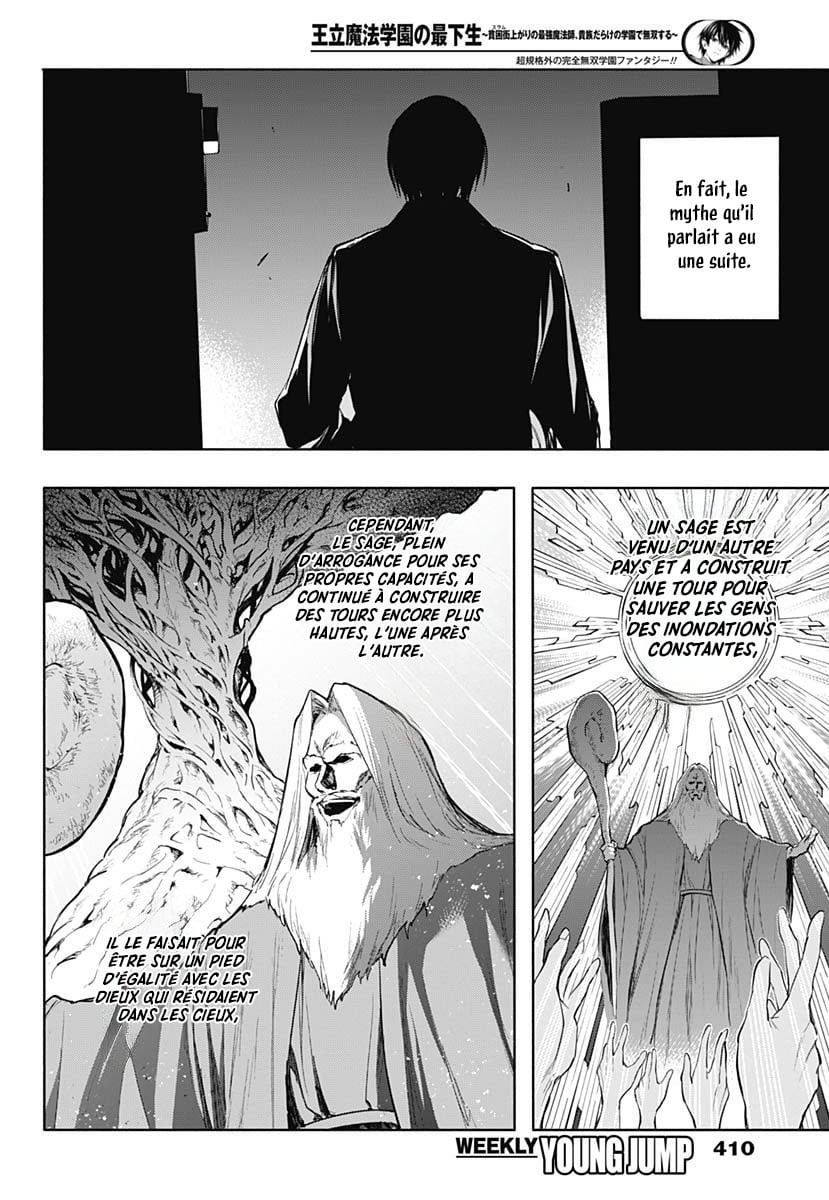 王立魔法学園の最下生〜貧困街上がりの最強魔法師、貴族だらけの学園で無双する〜
スラム
超規格外の完全無双学園ファンタジー!!
En fait, le
mythe qu'il
parlait a eu
une suite.
UN SAGE EST
VENU D'UN AUTRE
PAYS ET A CONSTRUIT
UNE TOUR POUR
SAUVER LES GENS
DES INONDATIONS
CONSTANTES,
CEPENDANT,
LE SAGE, PLEIN
D'ARROGANCE POUR SES
PROPRES CAPACITÉS, A
CONTINUÉ À CONSTRUIRE
DES TOURS ENCORE PLUS
HAUTES, L'UNE APRÈS
L'AUTRE.
IL LE FAISAIT POUR
ÊTRE SUR UN PIED
D'ÉGALITÉ AVEC LES
DIEUX QUI RÉSIDAIENT
DANS LES CIEUX,
WEEKLY YOUNG JUMP 410